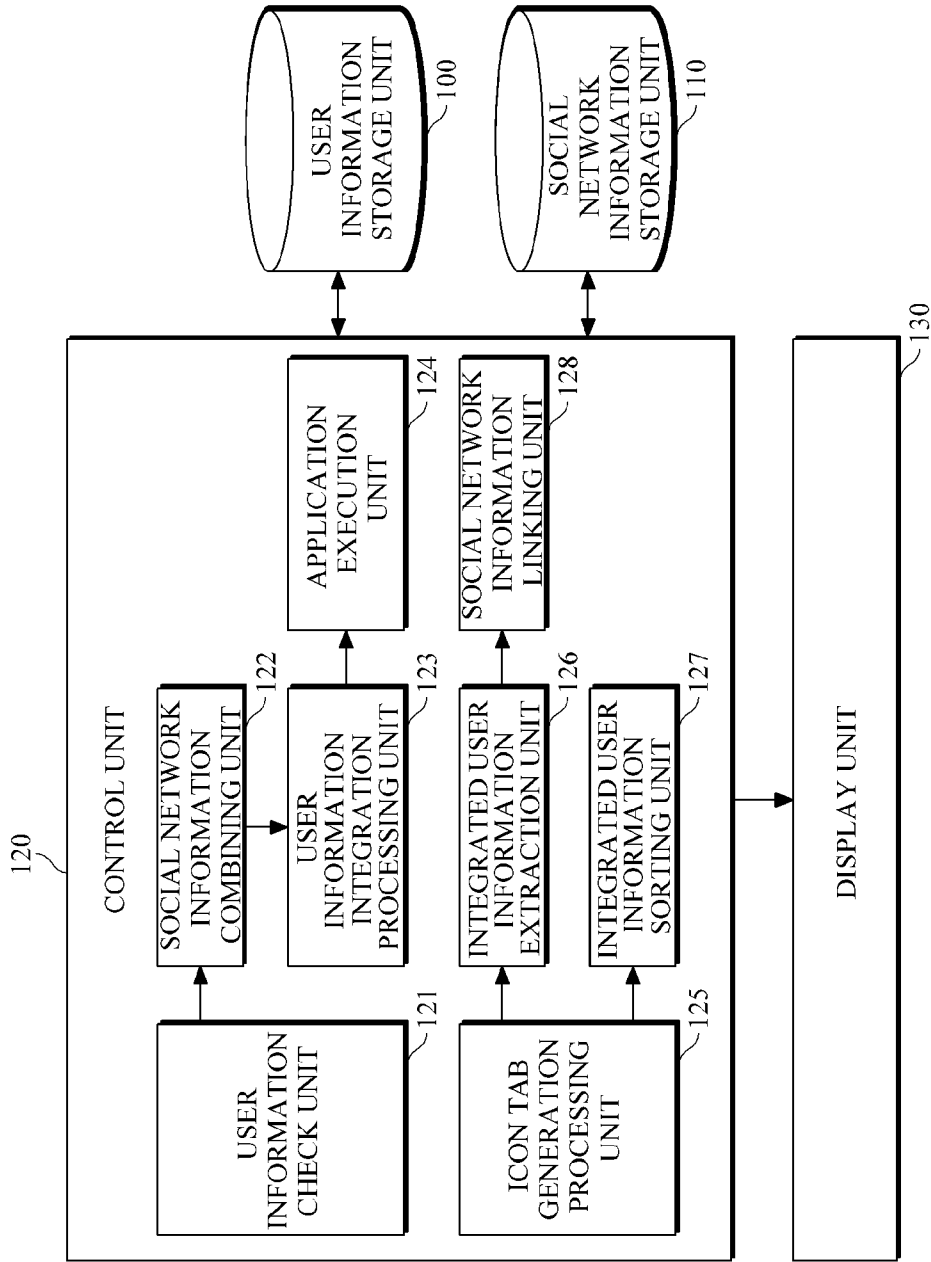 120
CONTROL UNIT
USER
INFORMATION
CHECK UNIT
121
SOCIAL NETWORK
INFORMATION
COMBINING UNIT
122
USER
INFORMATION
INTEGRATION
PROCESSING UNIT
123
APPLICATION
EXECUTION
UNIT
124
ICON TAB
GENERATION
PROCESSING
UNIT
125
INTEGRATED USER
INFORMATION
EXTRACTION UNIT
126
INTEGRATED USER
INFORMATION
SORTING UNIT
127
SOCIAL NETWORK
INFORMATION
LINKING UNIT
128
USER
INFORMATION
STORAGE UNIT
100
SOCIAL
NETWORK
INFORMATION
STORAGE UNIT
110
DISPLAY UNIT
130